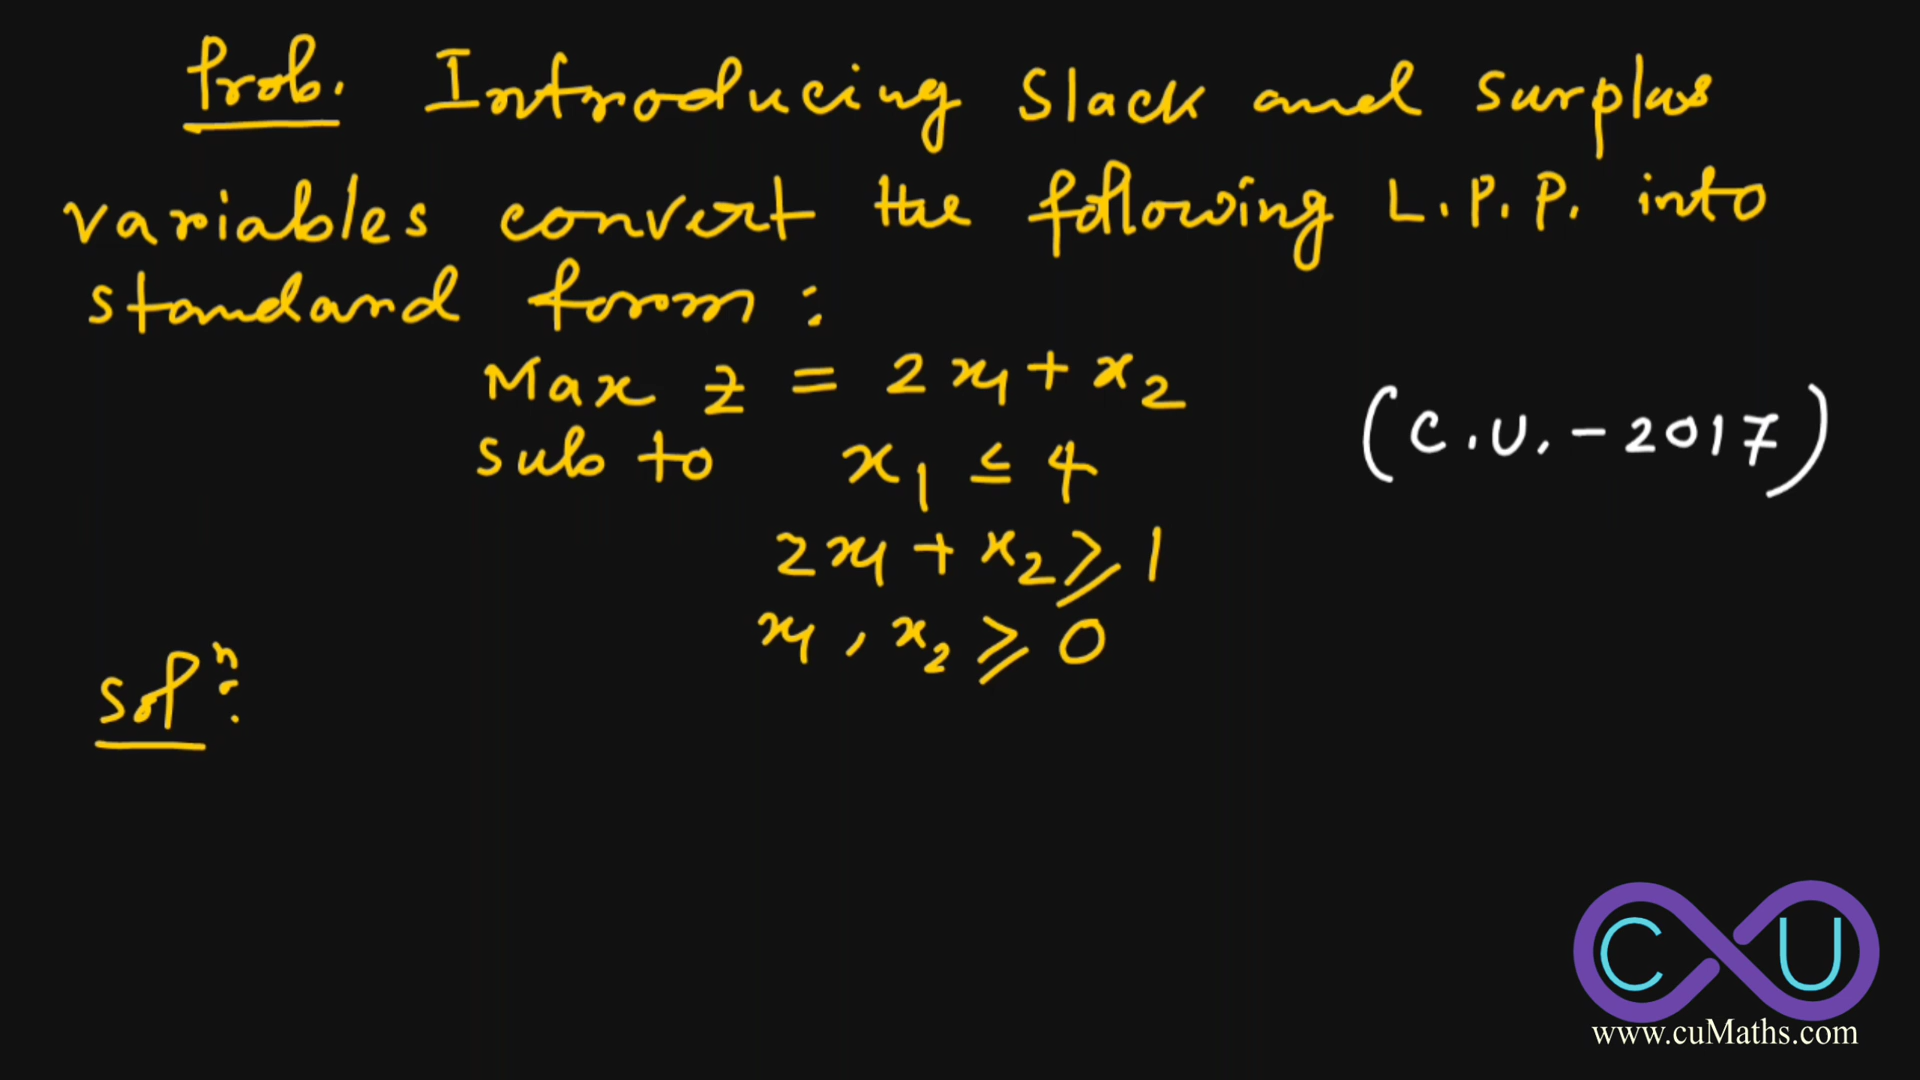 Prob. Introducing Slack and surplus
variables convert the following L.P.P. into
standard form :
Max z = 2x₁ + x₂
sub to x₁ ≤ 4
(C.U. - 2017)
2x₁ + x₂ ≥ 1
x₁, x₂ ≥ 0
Solⁿ:
CU
www.cuMaths.com